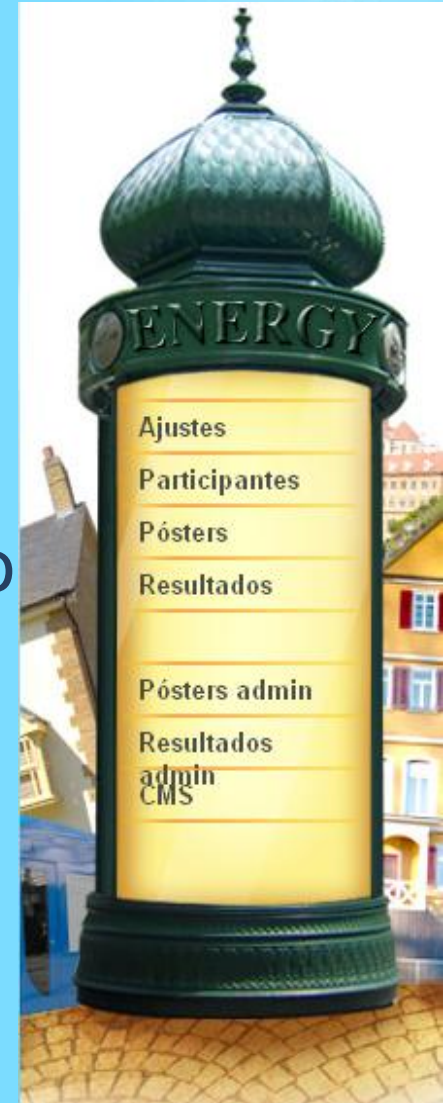 ENERGY
Ajustes
Participantes
Pósters
Resultados
Pósters admin
Resultados
admin
CMS